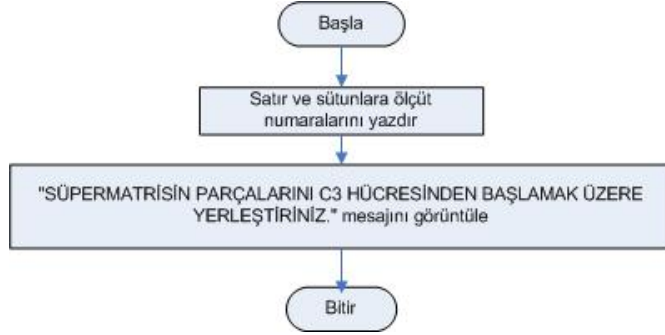 Başla
Satır ve sütunlara ölçüt
numaralarını yazdır
"SÜPERMATRİSİN PARÇALARINI C3 HÜCRESİNDEN BAŞLAMAK ÜZERE
YERLEŞTİRİNİZ." mesajını görüntüle
Bitir